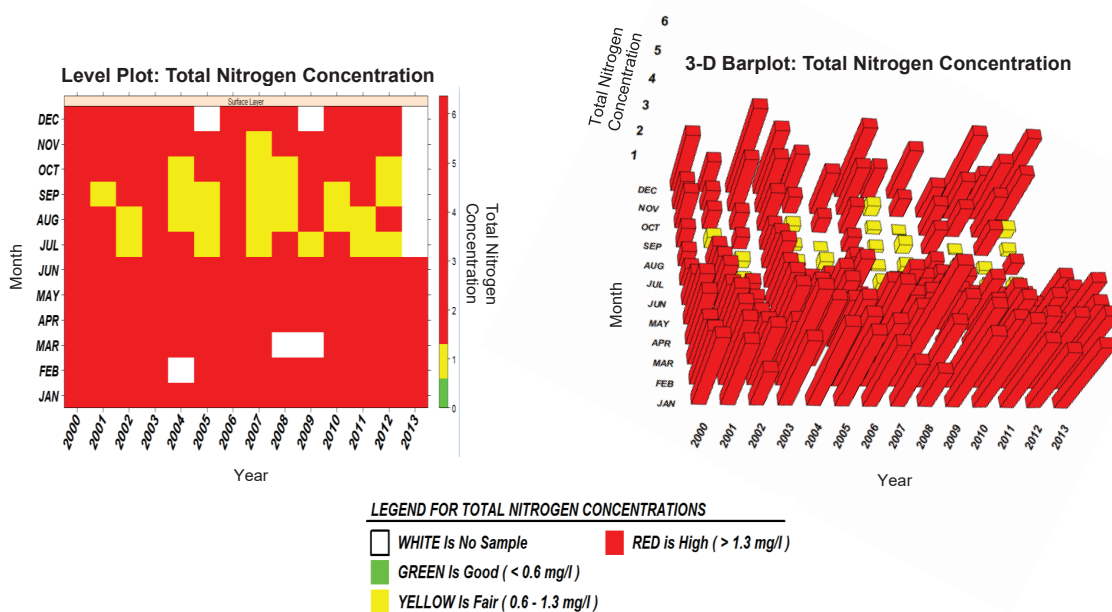 Level Plot: Total Nitrogen Concentration
Surface Layer
DEC
NOV
OCT
SEP
AUG
JUL
JUN
MAY
APR
MAR
FEB
JAN
Month
2000 2001 2002 2003 2004 2005 2006 2007 2008 2009 2010 2011 2012 2013
Year
6
5
4
3
2
1
0
Total Nitrogen
Concentration
3-D Barplot: Total Nitrogen Concentration
6
5
4
3
2
1
Total Nitrogen
Concentration
DEC
NOV
OCT
SEP
AUG
JUL
JUN
MAY
APR
MAR
FEB
JAN
Month
2000 2001 2002 2003 2004 2005 2006 2007 2008 2009 2010 2011 2012 2013
Year
LEGEND FOR TOTAL NITROGEN CONCENTRATIONS
WHITE Is No Sample
RED is High ( > 1.3 mg/l )
GREEN Is Good ( < 0.6 mg/l )
YELLOW Is Fair ( 0.6 - 1.3 mg/l )